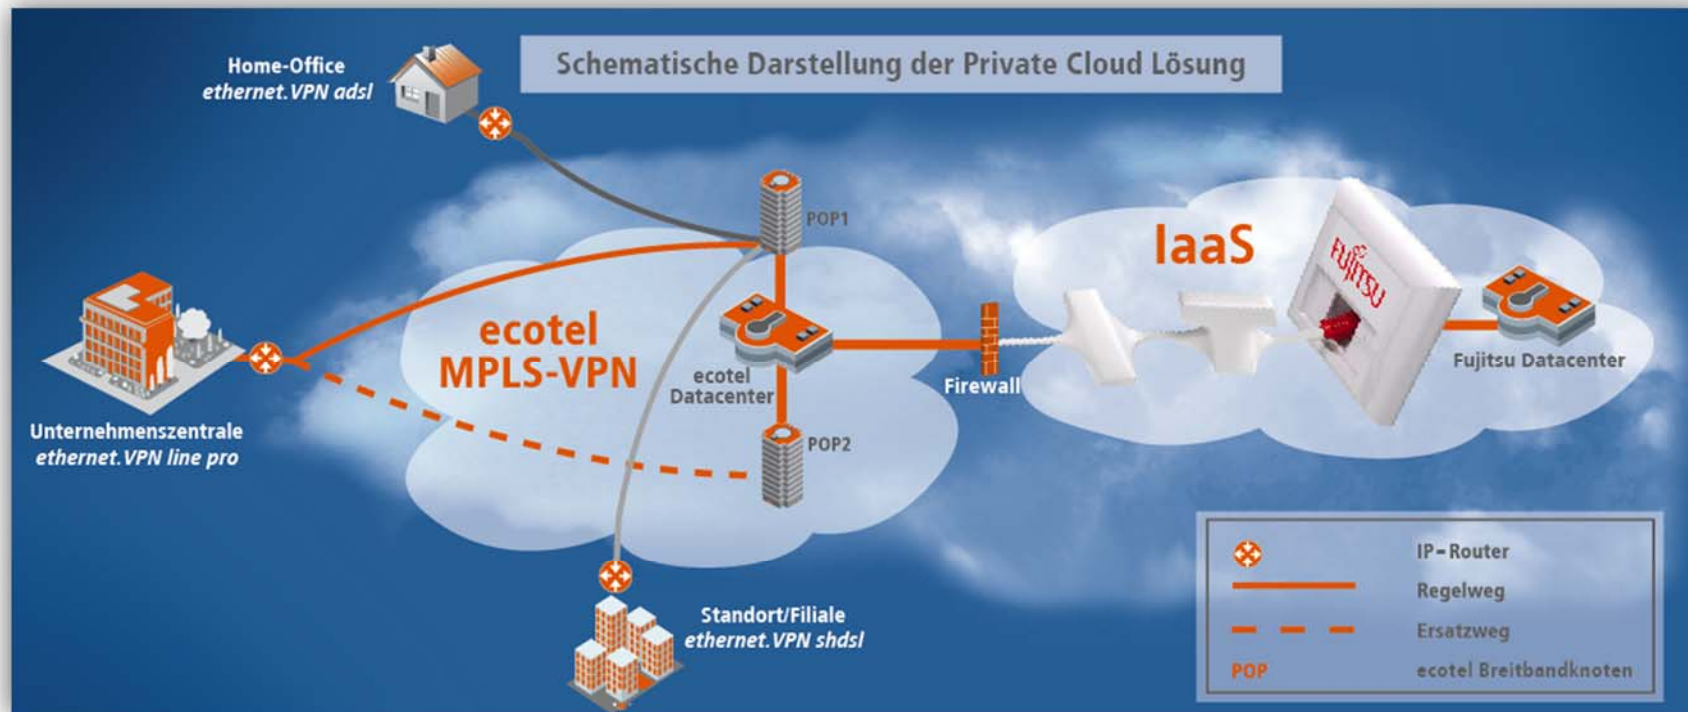 Schematische Darstellung der Private Cloud Lösung
Home-Office
ethernet.VPN adsl
POP1
IaaS
FUJITSU
ecotel
MPLS-VPN
ecotel
Datacenter
Firewall
Fujitsu Datacenter
Unternehmenszentrale
ethernet.VPN line pro
POP2
Standort/Filiale
ethernet.VPN shdsl
IP-Router
Regelweg
Ersatzweg
POP ecotel Breitbandknoten